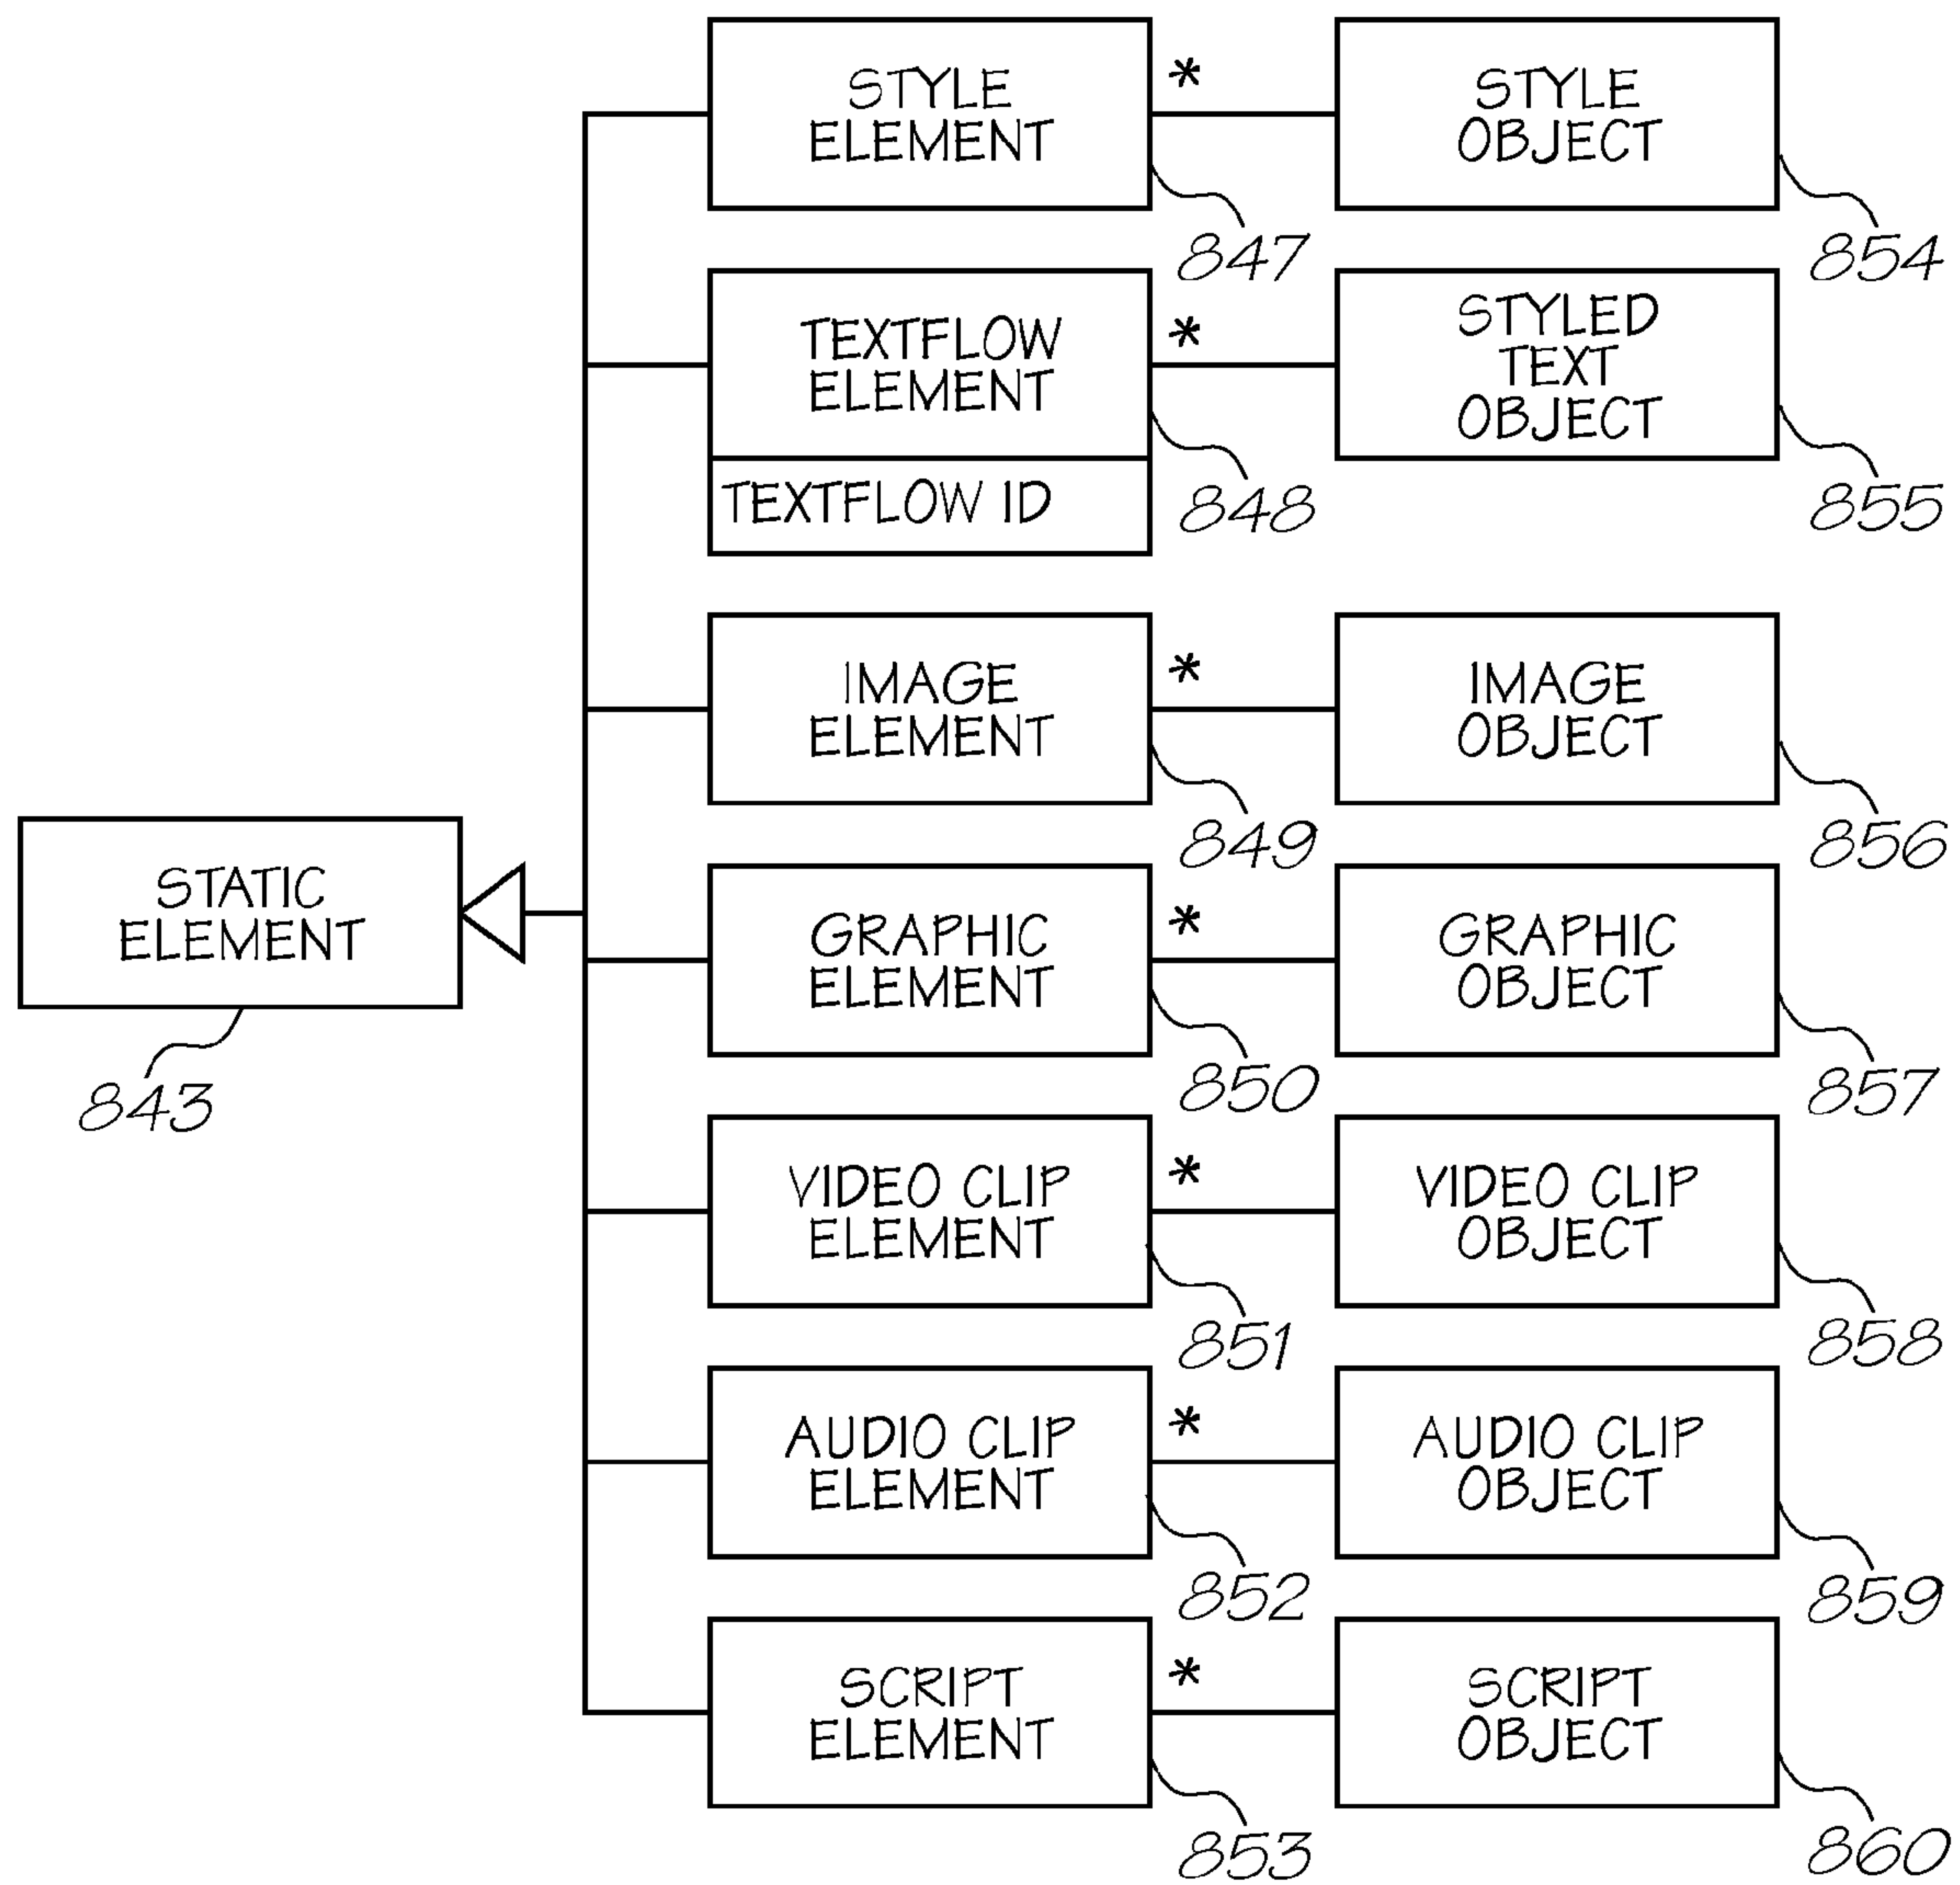 STYLE
ELEMENT
*
STYLE
OBJECT
847
854
TEXTFLOW
ELEMENT
TEXTFLOW ID
*
STYLED
TEXT
OBJECT
848
855
IMAGE
ELEMENT
*
IMAGE
OBJECT
849
856
STATIC
ELEMENT
843
GRAPHIC
ELEMENT
*
GRAPHIC
OBJECT
850
857
VIDEO CLIP
ELEMENT
*
VIDEO CLIP
OBJECT
851
858
AUDIO CLIP
ELEMENT
*
AUDIO CLIP
OBJECT
852
859
SCRIPT
ELEMENT
*
SCRIPT
OBJECT
853
860